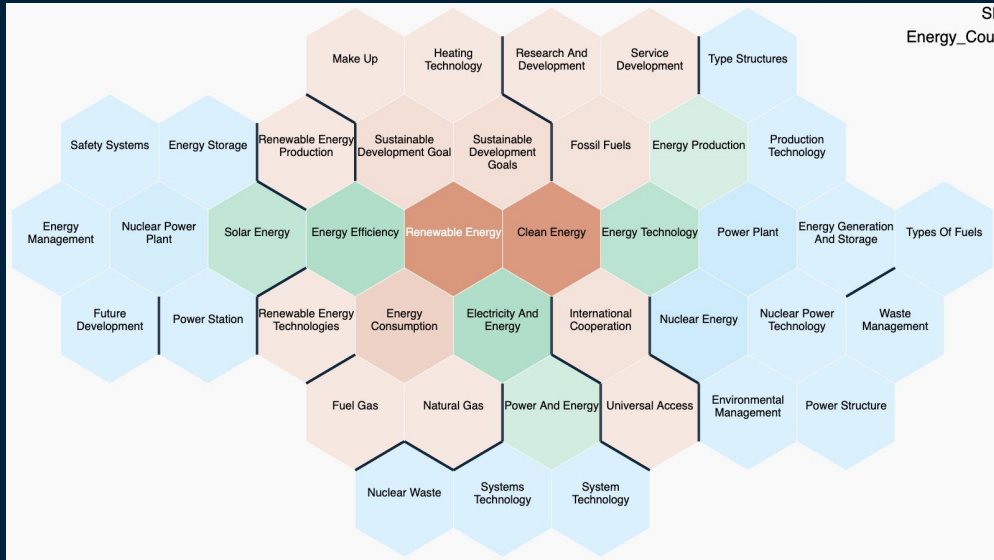 SI
Energy_Cou
Make Up
Heating
Technology
Research And
Development
Service
Development
Type Structures
Safety Systems
Energy Storage
Renewable Energy
Production
Sustainable
Development Goal
Sustainable
Development
Goals
Fossil Fuels
Energy Production
Production
Technology
Energy
Management
Nuclear Power
Plant
Solar Energy
Energy Efficiency
Renewable Energy
Clean Energy
Energy Technology
Power Plant
Energy Generation
And Storage
Types Of Fuels
Future
Development
Power Station
Renewable Energy
Technologies
Energy
Consumption
Electricity And
Energy
International
Cooperation
Nuclear Energy
Nuclear Power
Technology
Waste
Management
Fuel Gas
Natural Gas
Power And Energy
Universal Access
Environmental
Management
Power Structure
Nuclear Waste
Systems
Technology
System
Technology